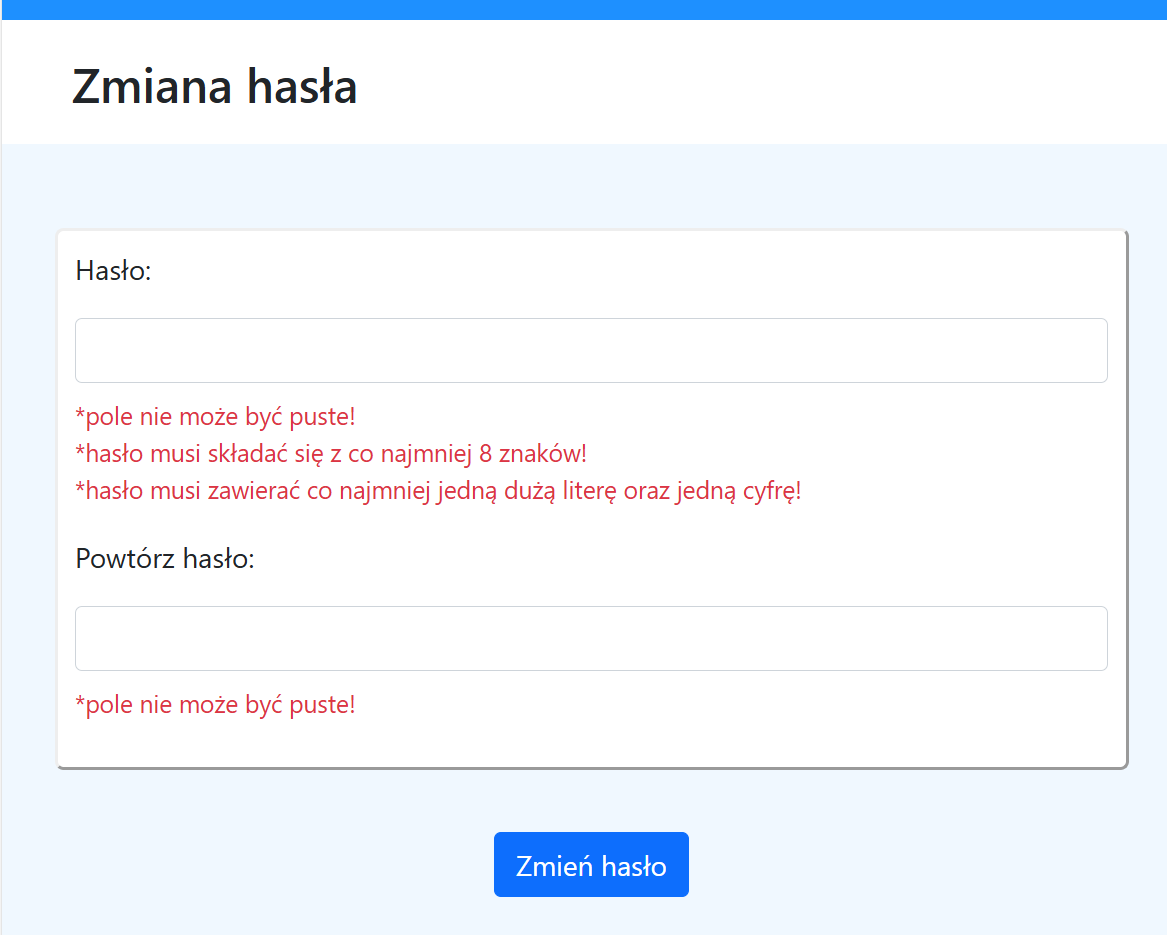 Zmiana hasła
Hasło:
*pole nie może być puste!
*hasło musi składać się z co najmniej 8 znaków!
*hasło musi zawierać co najmniej jedną dużą literę oraz jedną cyfrę!
Powtórz hasło:
*pole nie może być puste!
Zmień hasło